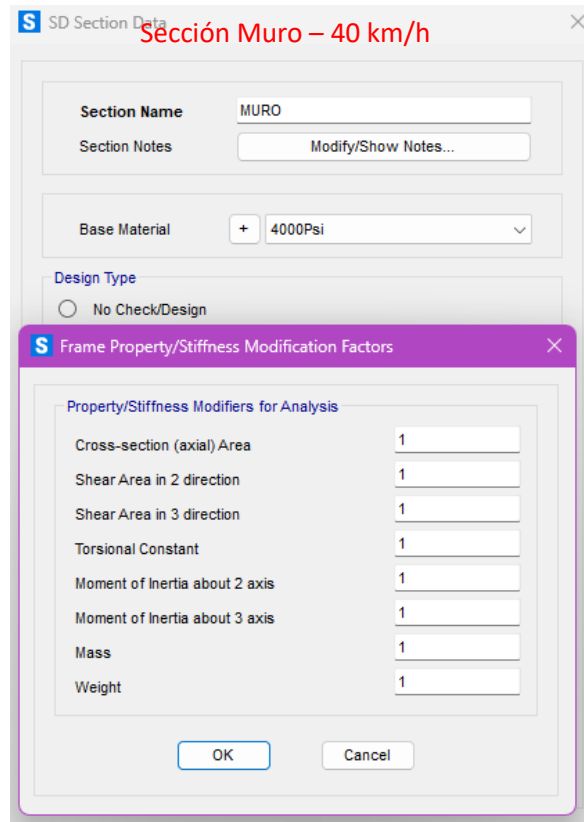 SD Section Data
Sección Muro – 40 km/h
Section Name MURO
Section Notes Modify/Show Notes...
Base Material + 4000Psi
Design Type
No Check/Design
Frame Property/Stiffness Modification Factors
Property/Stiffness Modifiers for Analysis
Cross-section (axial) Area 1
Shear Area in 2 direction 1
Shear Area in 3 direction 1
Torsional Constant 1
Moment of Inertia about 2 axis 1
Moment of Inertia about 3 axis 1
Mass 1
Weight 1
OK Cancel